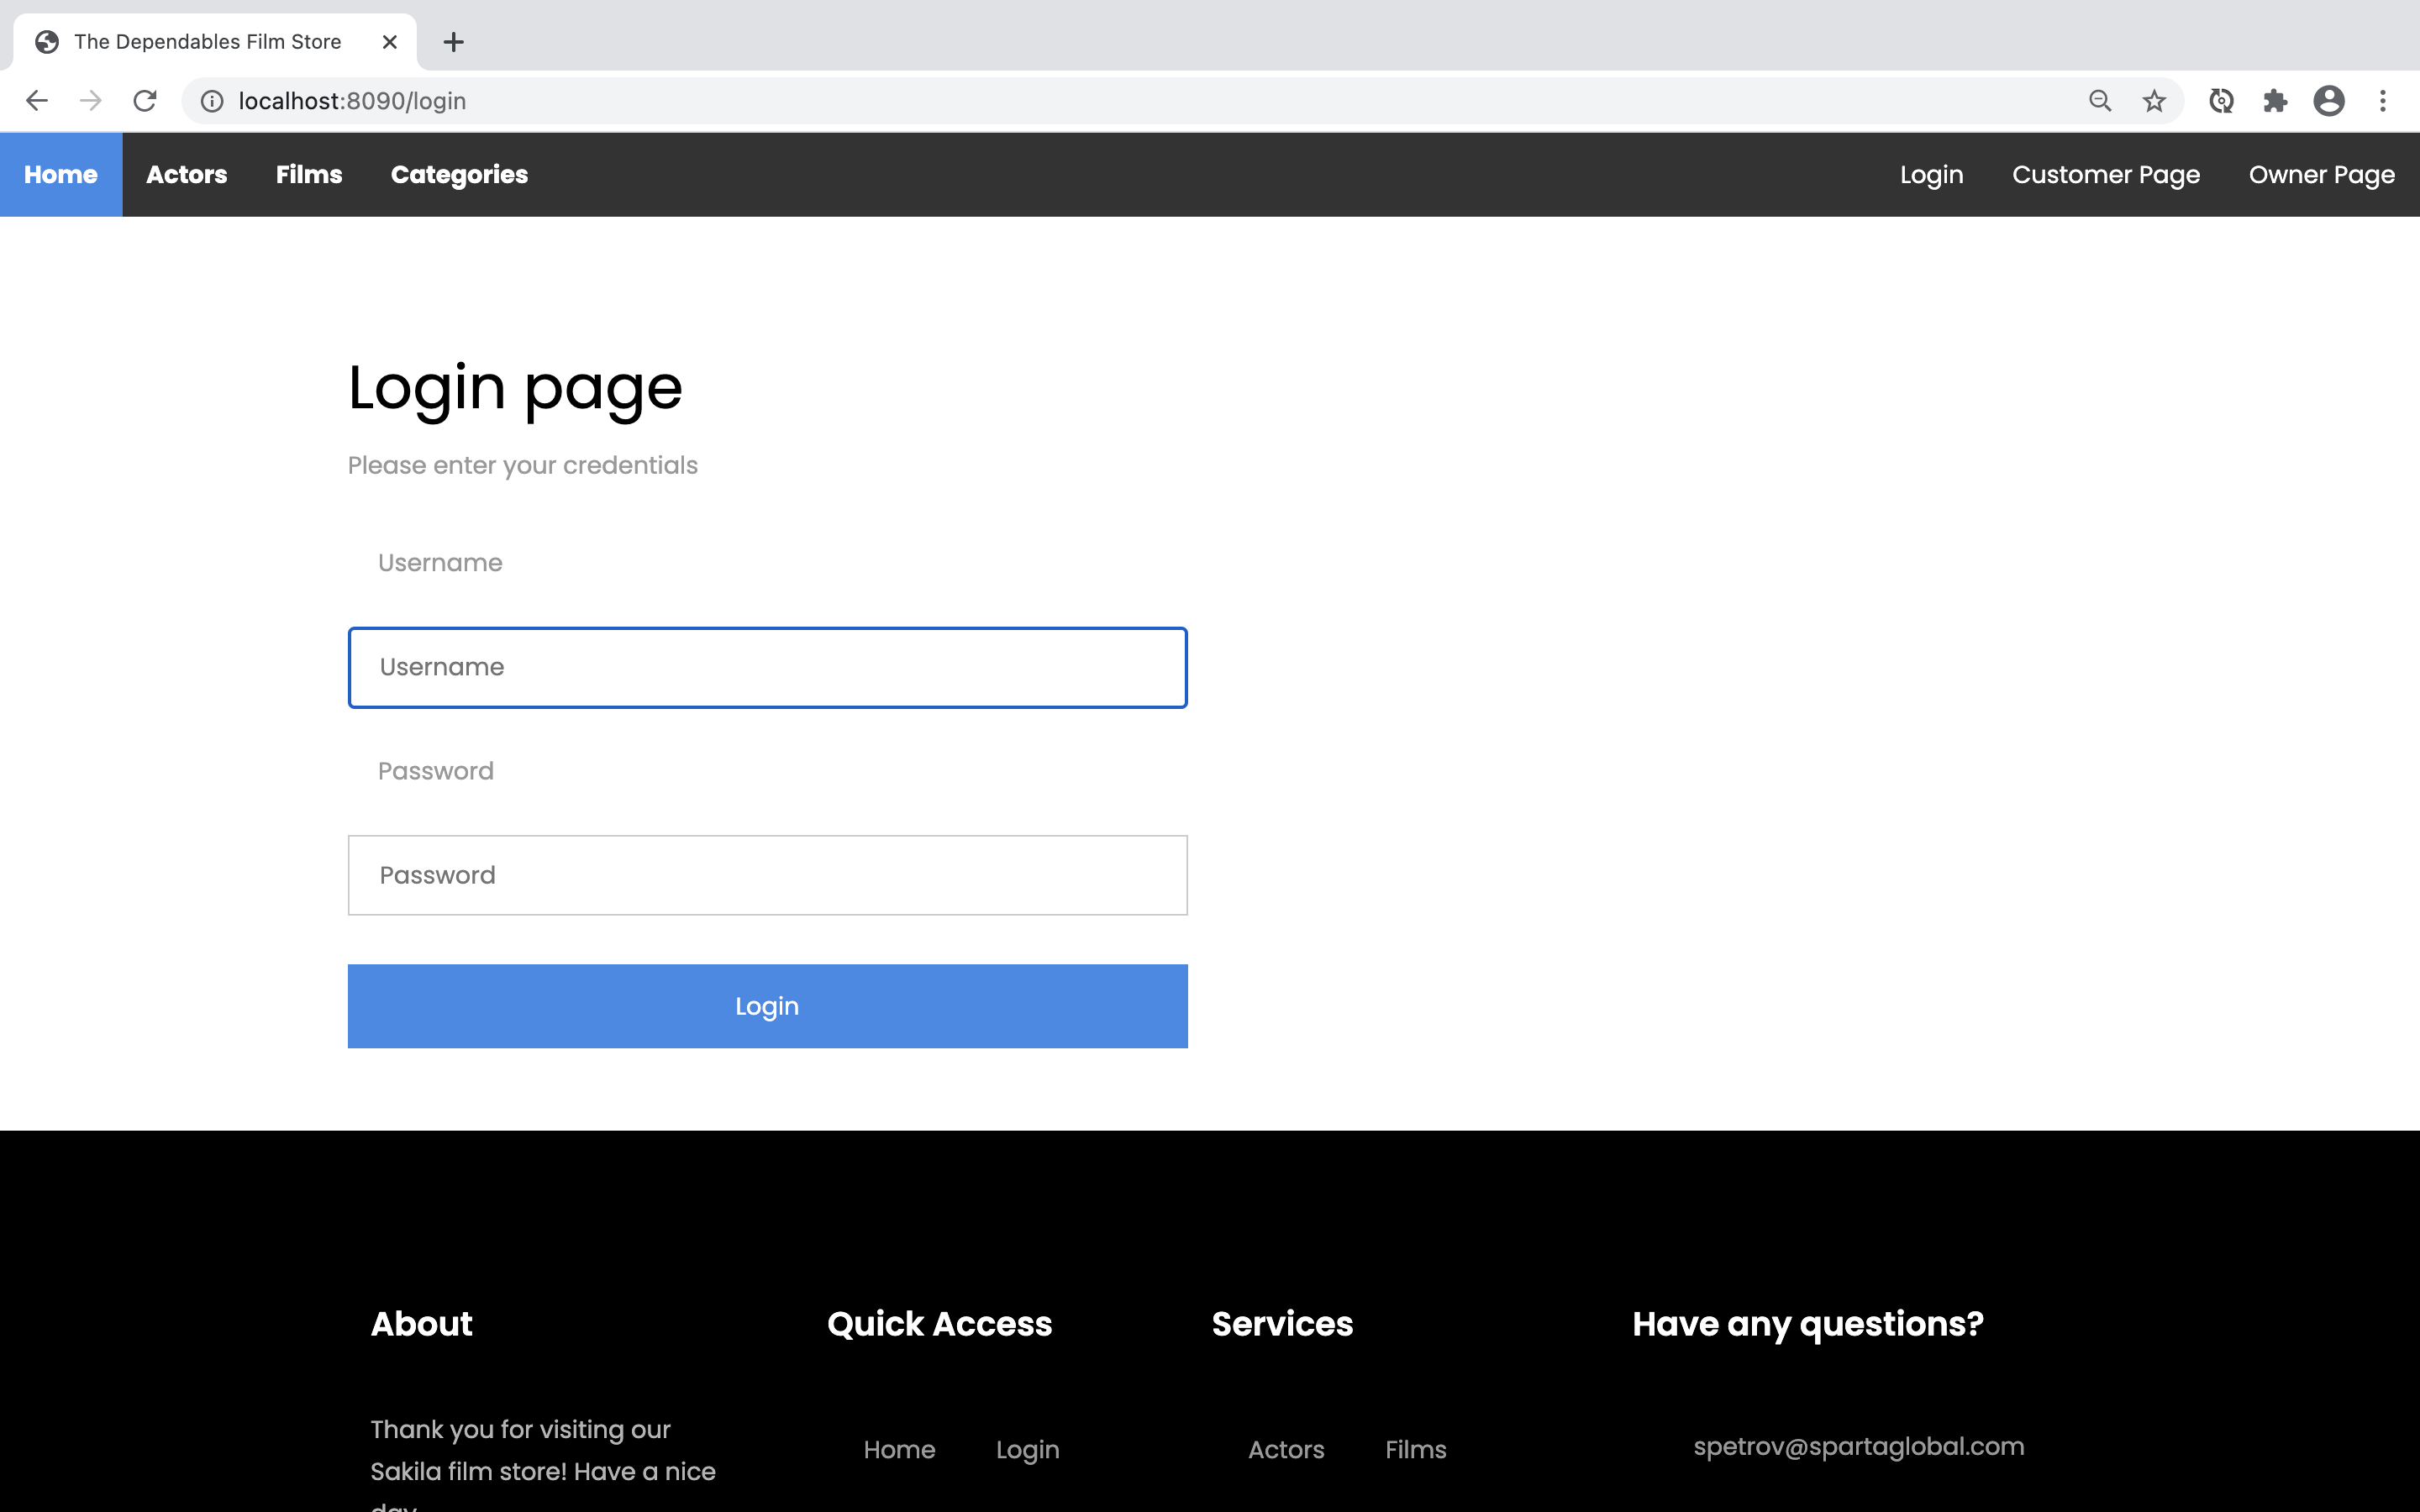 The Dependables Film Store
localhost:8090/login
Home Actors Films Categories Login Customer Page Owner Page
Login page
Please enter your credentials
Username
Username
Password
Password
Login
About Quick Access Services Have any questions?
Thank you for visiting our
Home Login Actors Films spetrov@spartaglobal.com
Sakila film store! Have a nice
day